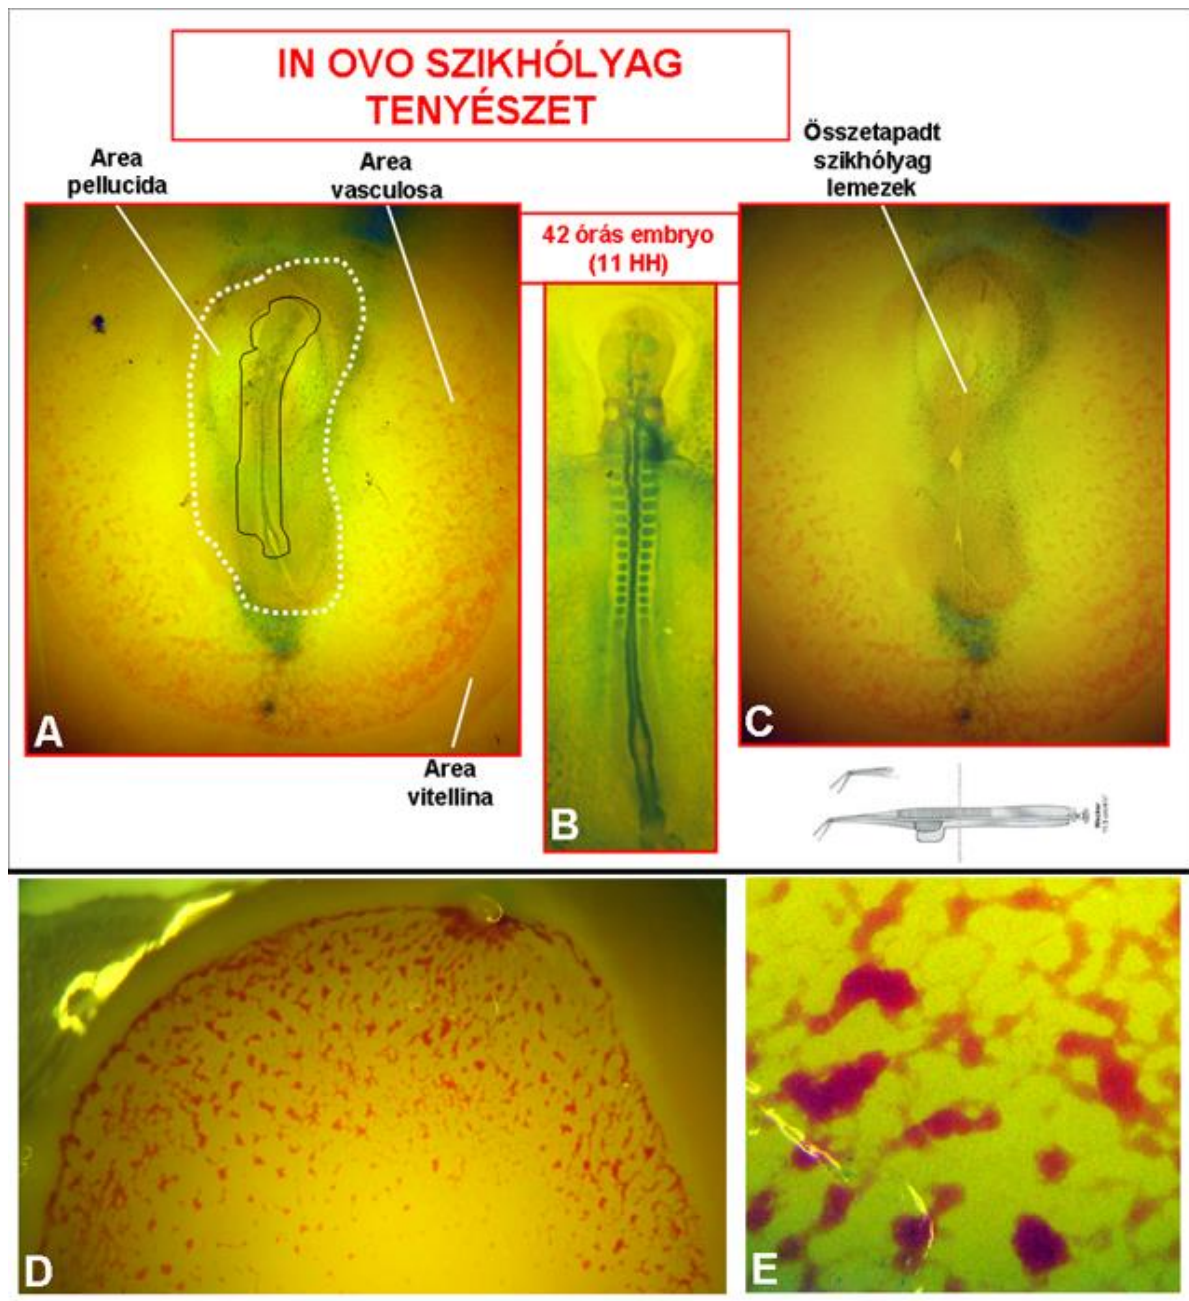 IN OVO SZIKHÓLYAG
TENYÉSZET
Area
pellucida
Area
vasculosa
Összetapadt
szikhólyag
lemezek
42 órás embryo
(11 HH)
A
Area
vitellina
B
C
D
E